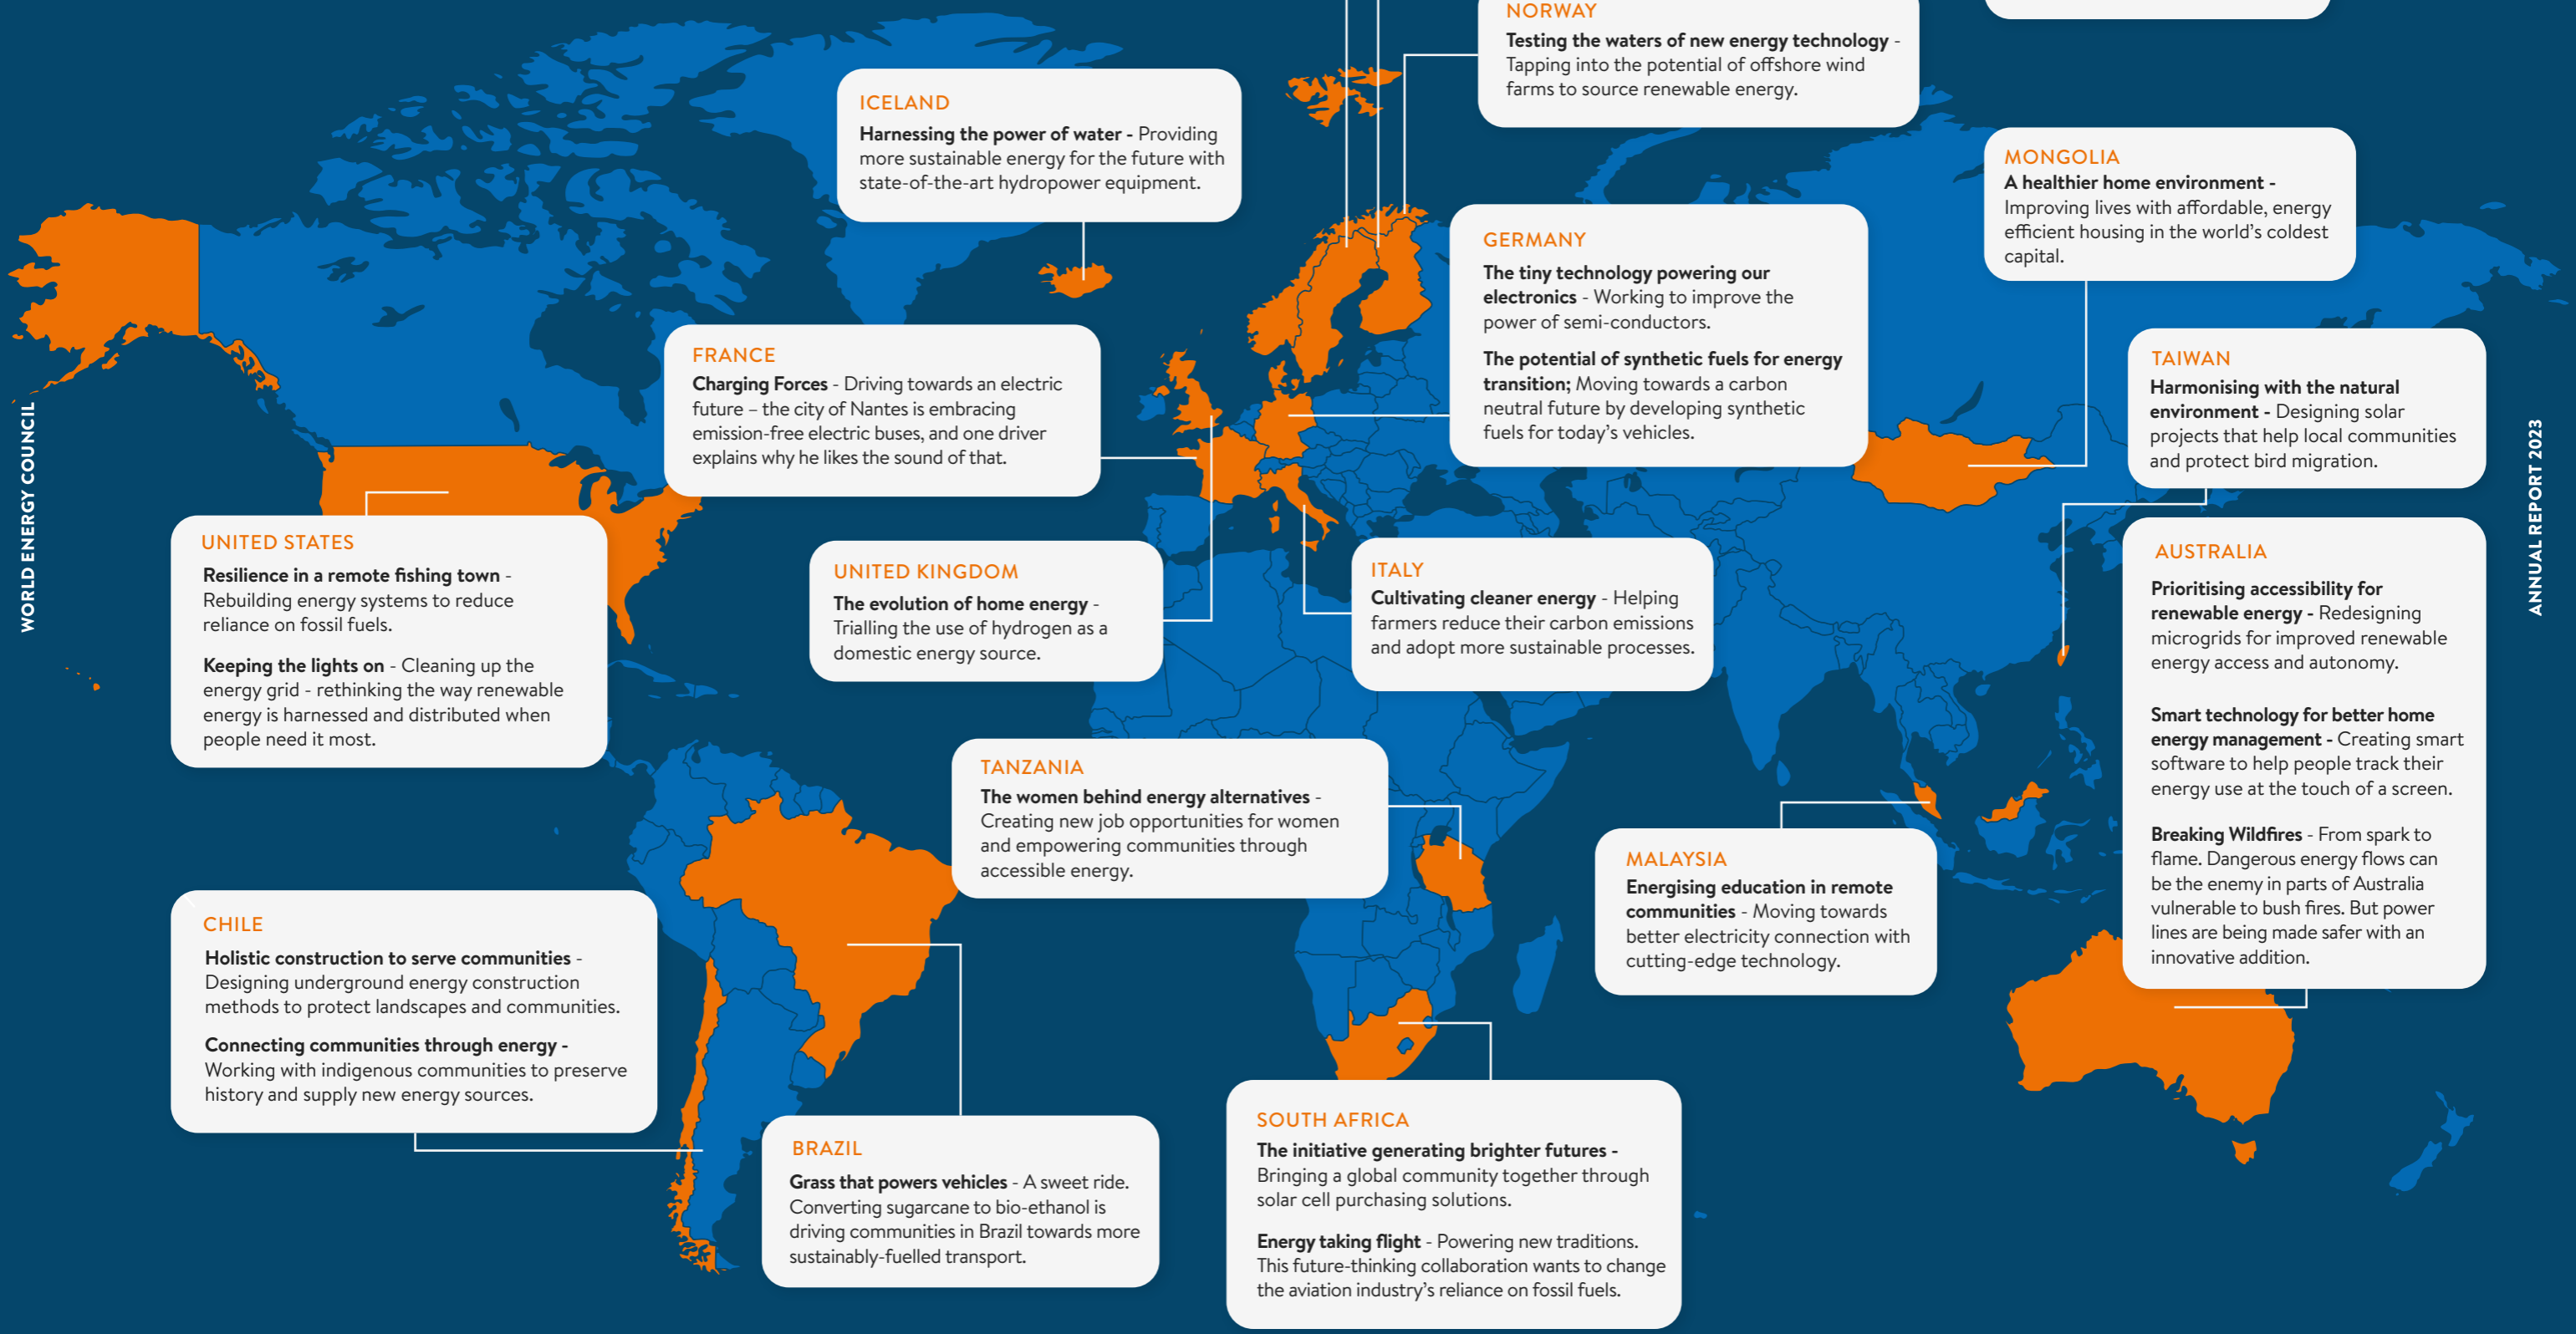 NORWAY
Testing the waters of new energy technology -
Tapping into the potential of offshore wind
farms to source renewable energy.
ICELAND
Harnessing the power of water - Providing
more sustainable energy for the future with
state-of-the-art hydropower equipment.
MONGOLIA
A healthier home environment -
Improving lives with affordable, energy
efficient housing in the world's coldest
capital.
GERMANY
The tiny technology powering our
electronics - Working to improve the
power of semi-conductors.
The potential of synthetic fuels for energy
transition; Moving towards a carbon
neutral future by developing synthetic
fuels for today's vehicles.
FRANCE
Charging Forces - Driving towards an electric
future – the city of Nantes is embracing
emission-free electric buses, and one driver
explains why he likes the sound of that.
TAIWAN
Harmonising with the natural
environment - Designing solar
projects that help local communities
and protect bird migration.
WORLD ENERGY COUNCIL
ANNUAL REPORT 2023
UNITED STATES
Resilience in a remote fishing town -
Rebuilding energy systems to reduce
reliance on fossil fuels.
Keeping the lights on - Cleaning up the
energy grid - rethinking the way renewable
energy is harnessed and distributed when
people need it most.
UNITED KINGDOM
The evolution of home energy -
Trialling the use of hydrogen as a
domestic energy source.
ITALY
Cultivating cleaner energy - Helping
farmers reduce their carbon emissions
and adopt more sustainable processes.
AUSTRALIA
Prioritising accessibility for
renewable energy - Redesigning
microgrids for improved renewable
energy access and autonomy.
Smart technology for better home
energy management - Creating smart
software to help people track their
energy use at the touch of a screen.
Breaking Wildfires - From spark to
flame. Dangerous energy flows can
be the enemy in parts of Australia
vulnerable to bush fires. But power
lines are being made safer with an
innovative addition.
TANZANIA
The women behind energy alternatives -
Creating new job opportunities for women
and empowering communities through
accessible energy.
MALAYSIA
Energising education in remote
communities - Moving towards
better electricity connection with
cutting-edge technology.
CHILE
Holistic construction to serve communities -
Designing underground energy construction
methods to protect landscapes and communities.
Connecting communities through energy -
Working with indigenous communities to preserve
history and supply new energy sources.
BRAZIL
Grass that powers vehicles - A sweet ride.
Converting sugarcane to bio-ethanol is
driving communities in Brazil towards more
sustainably-fuelled transport.
SOUTH AFRICA
The initiative generating brighter futures -
Bringing a global community together through
solar cell purchasing solutions.
Energy taking flight - Powering new traditions.
This future-thinking collaboration wants to change
the aviation industry's reliance on fossil fuels.